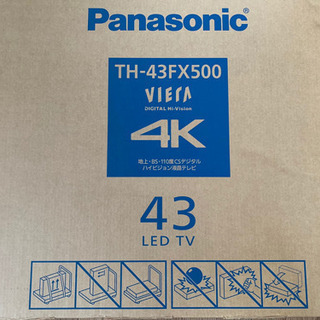 Panasonic
TH-43FX500
VIERA
DIGITAL Hi-Vision
4K
地上・BS・110度CSデジタル
ハイビジョン液晶テレビ
43
LED TV